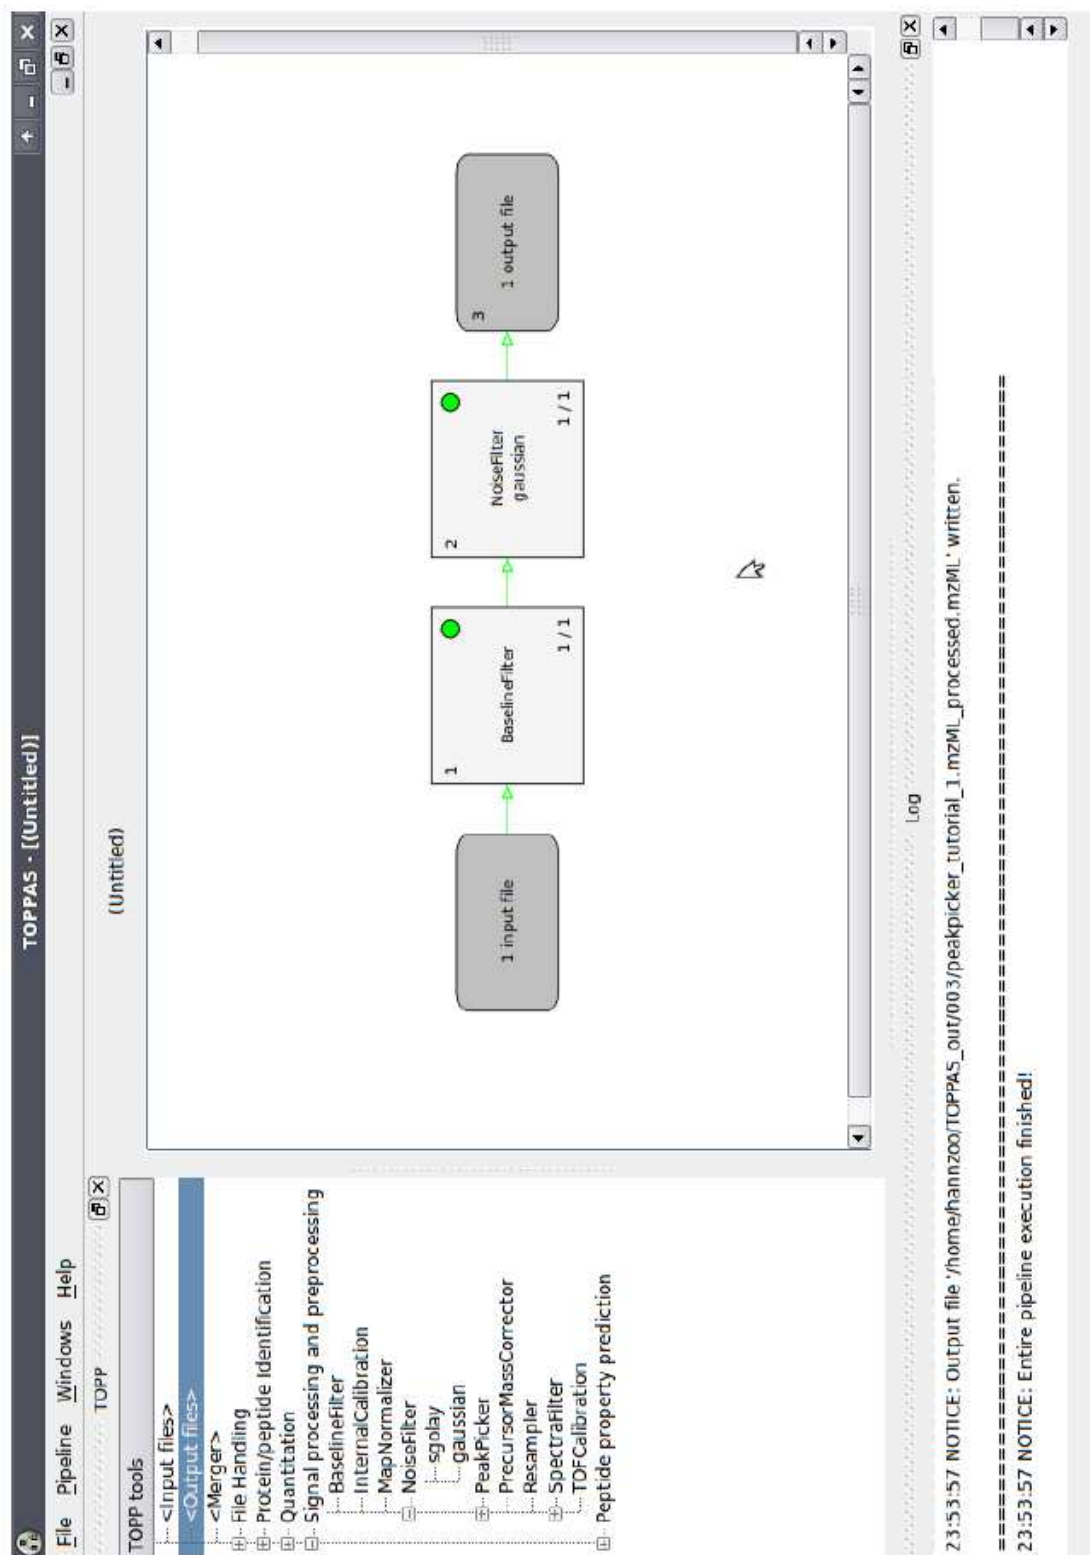 TOPPAS - [(Untitled)]
File Pipeline Windows Help
TOPP
TOPP tools
<Input files>
<Output files>
<Merger>
File Handling
Protein/peptide Identification
Quantitation
Signal processing and preprocessing
BaselineFilter
InternalCalibration
MapNormalizer
NoiseFilter
sgolay
gaussian
PeakPicker
PrecursorMassCorrector
Resampler
SpectraFilter
TOFCalibration
Peptide property prediction
(Untitled)
1 input file
1
BaselineFilter
1 / 1
2
NoiseFilter
gaussian
1 / 1
3
1 output file
Log
23:53:57 NOTICE: Output file '/home/hannzoo/TOPPAS_out/003/peakpicker_tutorial_1.mzML_processed.mzML' written.
23:53:57 NOTICE: Entire pipeline execution finished!